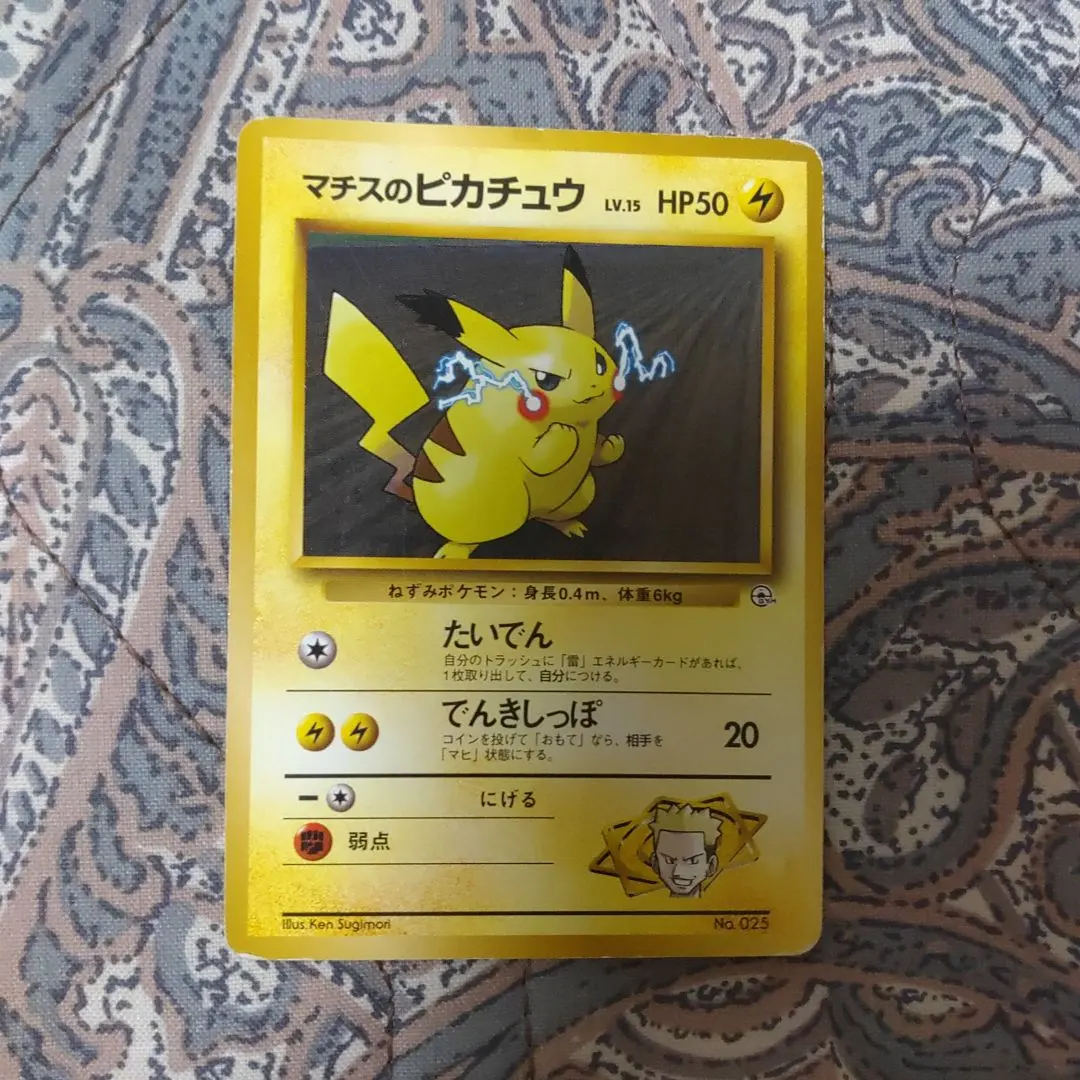 マチスのピカチュウ LV.15 HP50
ねずみポケモン：身長0.4m、体重6kg
たいでん
自分のトラッシュに「雷」エネルギーカードがあれば、
1枚取り出して、自分につける。
でんきしっぽ 20
コインを投げて「おもて」なら、相手を
「マヒ」状態にする。
にげる
弱点
Illus. Ken Sugimori No. 025